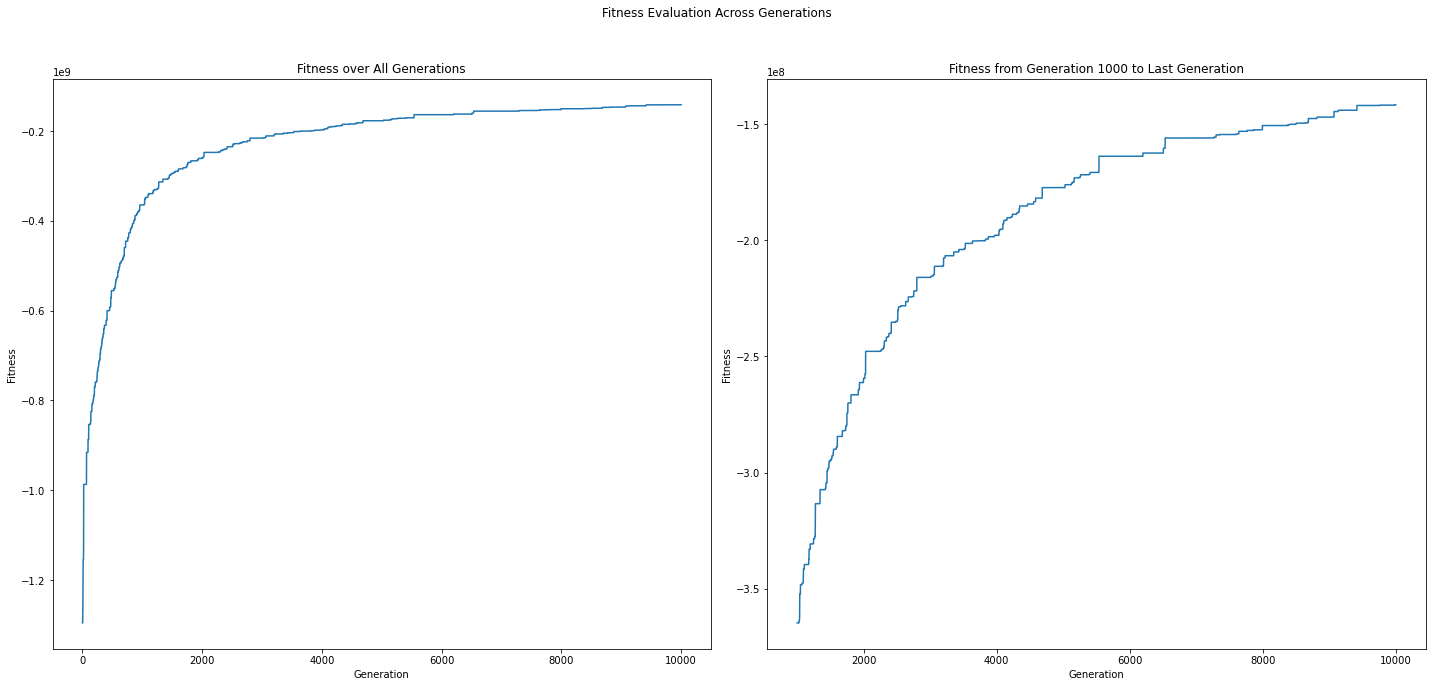 Fitness Evaluation Across Generations
1e9
Fitness over All Generations
−0.2
−0.4
−0.6
−0.8
−1.0
−1.2
Fitness
0 2000 4000 6000 8000 10000
Generation
1e8
Fitness from Generation 1000 to Last Generation
−1.5
−2.0
−2.5
−3.0
−3.5
Fitness
2000 4000 6000 8000 10000
Generation